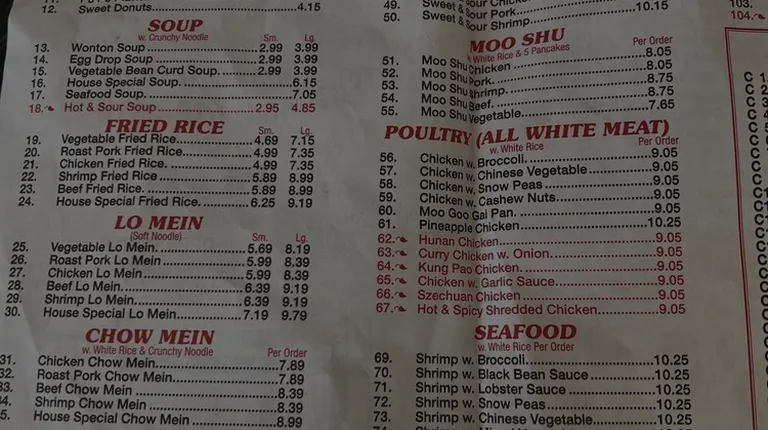 12. Sweet Donuts 4.15
SOUP
w. Crunchy Noodle Sm. Lg.
13. Wonton Soup 2.99 3.99
14. Egg Drop Soup 2.99 3.99
15. Vegetable Bean Curd Soup. 2.99 3.99
16. House Special Soup. 6.15
17. Seafood Soup. 7.05
18. Hot & Sour Soup 2.95 4.85
FRIED RICE
Sm. Lg.
19. Vegetable Fried Rice. 4.69 7.15
20. Roast Pork Fried Rice 4.99 7.35
21. Chicken Fried Rice. 4.99 7.35
22. Shrimp Fried Rice 5.89 8.99
23. Beef Fried Rice. 5.89 8.99
24. House Special Fried Rice. 6.25 9.19
LO MEIN
(Soft Noodle) Sm. Lg.
25. Vegetable Lo Mein. 5.69 8.19
26. Roast Pork Lo Mein. 5.99 8.39
27. Chicken Lo Mein 5.99 8.39
28. Beef Lo Mein. 6.39 9.19
29. Shrimp Lo Mein 6.39 9.19
30. House Special Lo Mein 7.19 9.79
CHOW MEIN
w. White Rice & Crunchy Noodle Per Order
31. Chicken Chow Mein 7.89
32. Roast Pork Chow Mein. 7.89
33. Beef Chow Mein 8.39
34. Shrimp Chow Mein 8.39
5. House Special Chow Mein 8.99
49. Sweet & Sour Pork
50. Sweet & Sour Shrimp 10.15
MOO SHU
White Rice & 5 Pancakes Per Order
51. Moo Shu Chicken 8.05
52. Moo Shu Pork. 8.05
53. Moo Shu Shrimp. 8.75
54. Moo Shu Beef. 8.75
55. Moo Shu Vegetable 7.65
POULTRY (ALL WHITE MEAT)
w. White Rice Per Order
56. Chicken w. Broccoli. 9.05
57. Chicken w. Chinese Vegetable 9.05
58. Chicken w. Snow Peas 9.05
59. Chicken w. Cashew Nuts. 9.05
60. Moo Goo Gai Pan. 9.05
61. Pineapple Chicken 10.25
62. Hunan Chicken 9.05
63. Curry Chicken w. Onion. 9.05
64. Kung Pao Chicken. 9.05
65. Chicken w. Garlic Sauce. 9.05
66. Szechuan Chicken 9.05
67. Hot & Spicy Shredded Chicken. 9.05
SEAFOOD
w. White Rice Per Order
69. Shrimp w. Broccoli 10.25
70. Shrimp w. Black Bean Sauce 10.25
71. Shrimp w. Lobster Sauce 10.25
72. Shrimp w. Snow Peas 10.25
73. Shrimp w. Chinese Vegetable 10.25
103.
104.
C 1
C
C
C
C